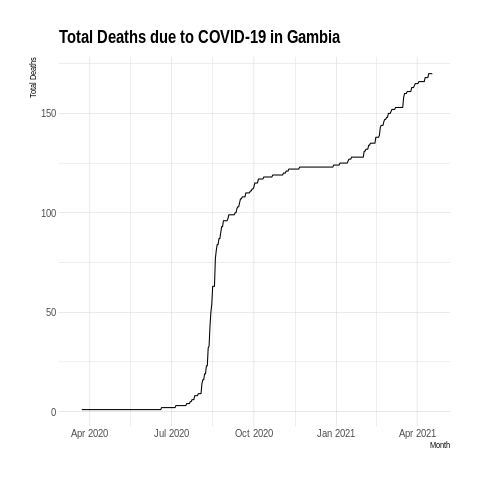 Total Deaths due to COVID-19 in Gambia
Total Deaths
150
100
50
0
Apr 2020 Jul 2020 Oct 2020 Jan 2021 Apr 2021
Month